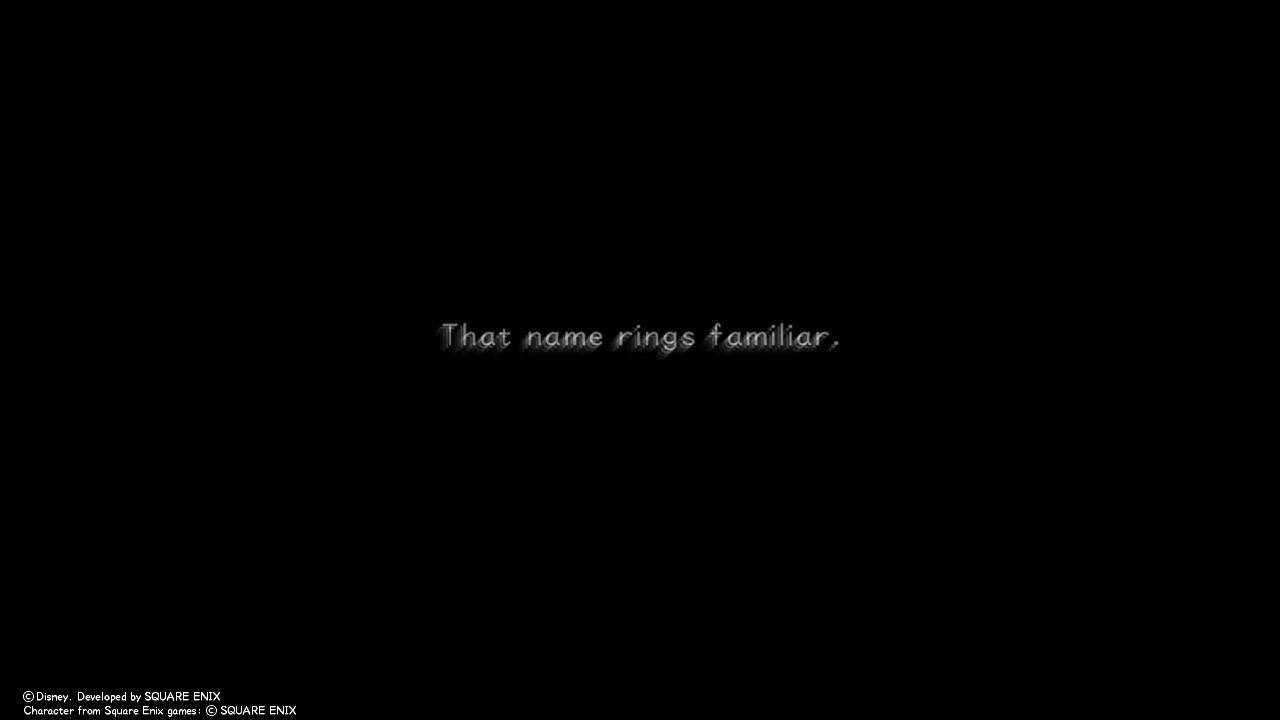 That name rings familiar.
©Disney. Developed by SQUARE ENIX
Character from Square Enix games: © SQUARE ENIX